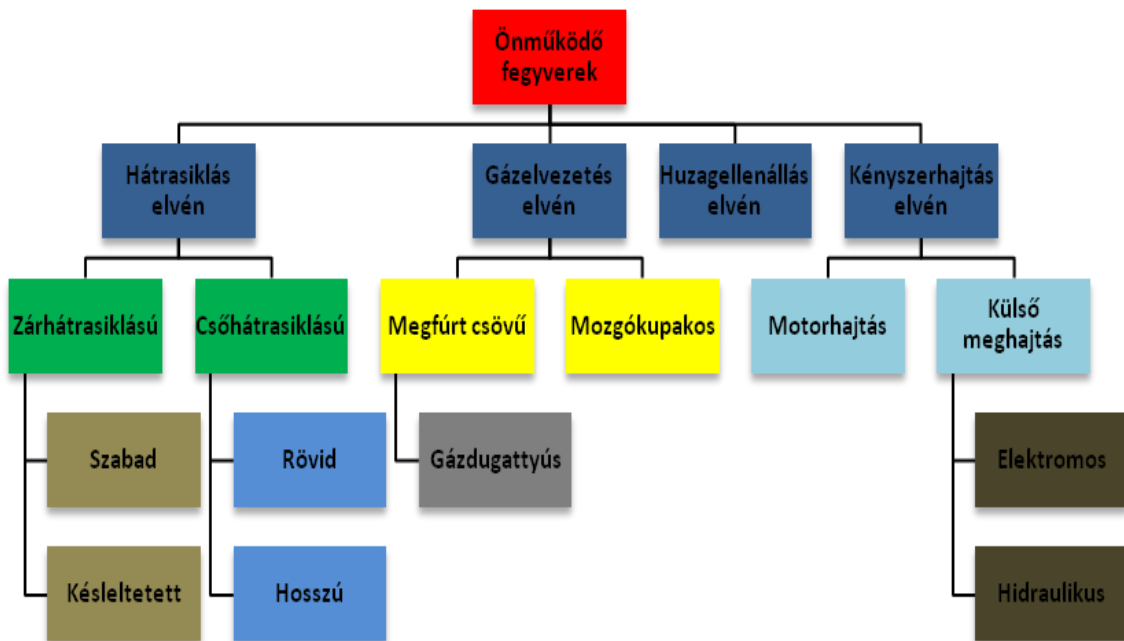 Önműködő
fegyverek
Hátrasiklás
elvén
Gázelvezetés
elvén
Huzagellenállás
elvén
Kényszerhajtás
elvén
Zárhátrasiklású
Csőhátrasiklású
Megfúrt csövű
Mozgókupakos
Motorhajtás
Külső
meghajtás
Szabad
Rövid
Gázdugattyús
Elektromos
Késleltetett
Hosszú
Hidraulikus